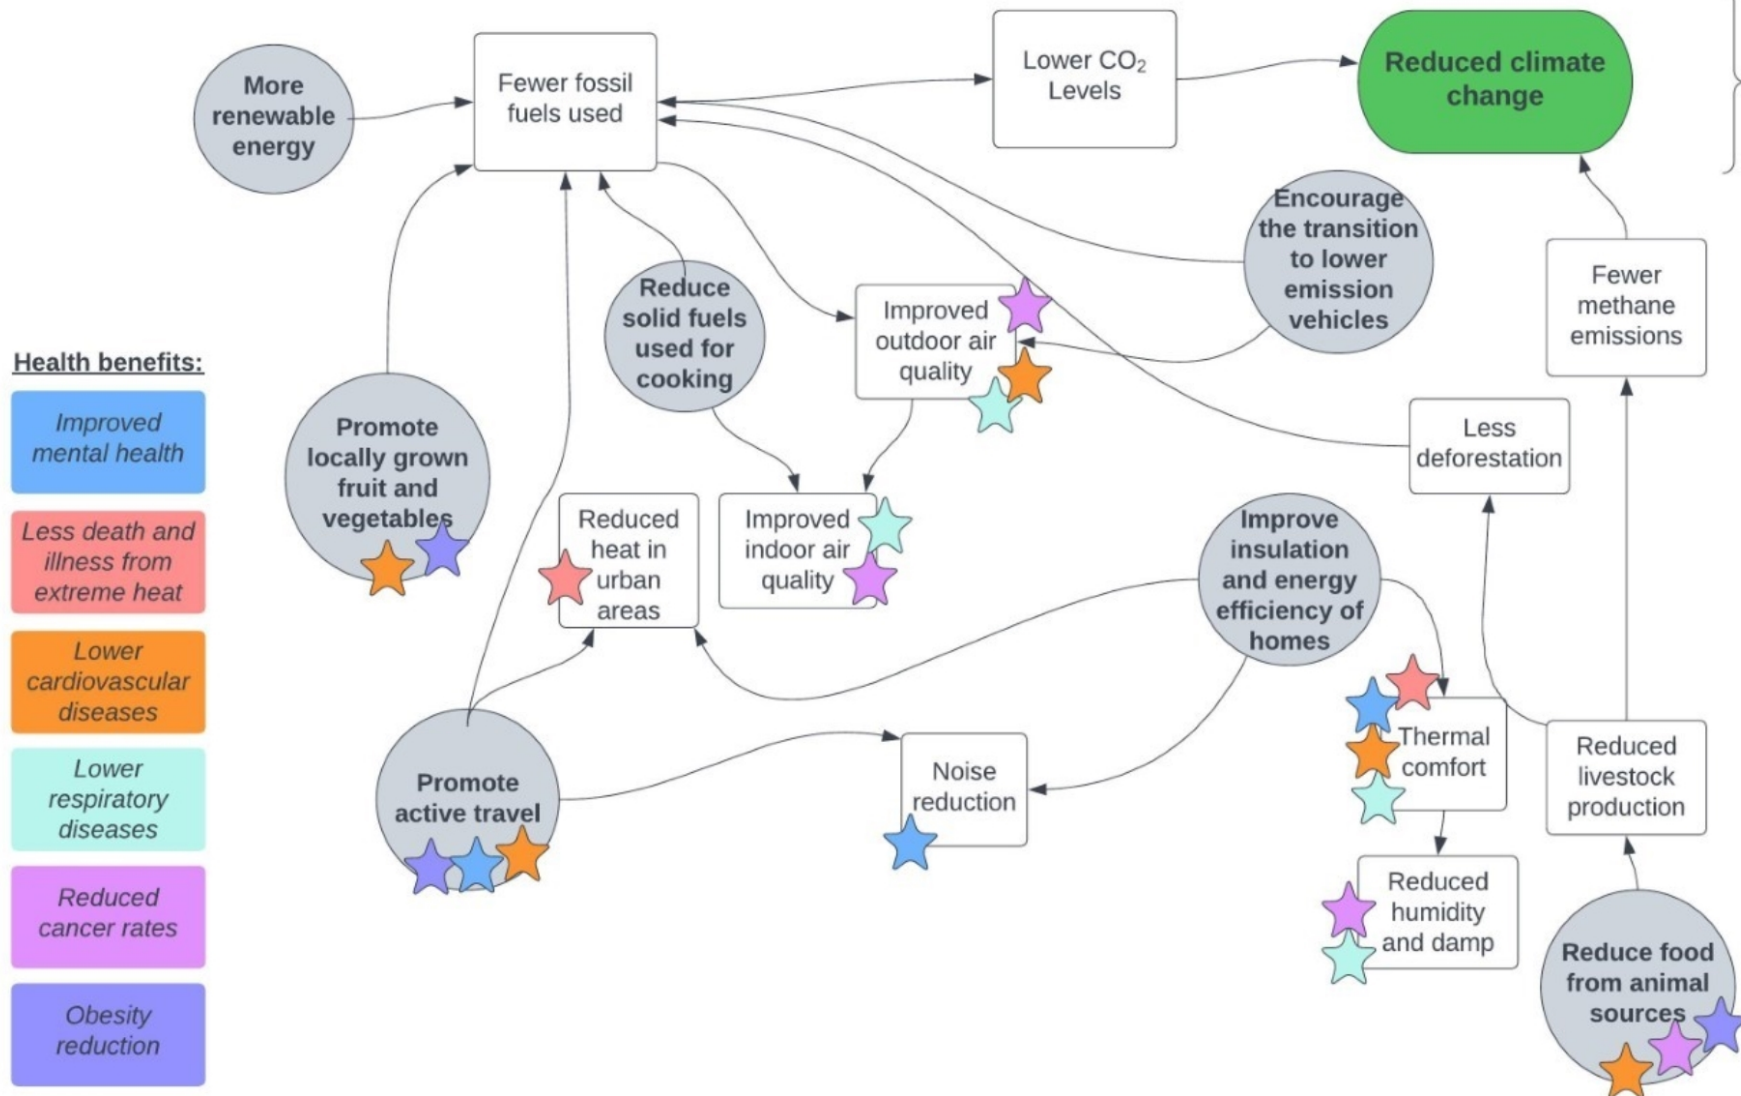 More
renewable
energy
Fewer fossil
fuels used
Lower CO₂
Levels
Reduced climate
change
Encourage
the transition
to lower
emission
vehicles
Fewer
methane
emissions
Reduce
solid fuels
used for
cooking
Improved
outdoor air
quality
Health benefits:
Improved
mental health
Less death and
illness from
extreme heat
Lower
cardiovascular
diseases
Lower
respiratory
diseases
Reduced
cancer rates
Obesity
reduction
Promote
locally grown
fruit and
vegetables
Less
deforestation
Reduced
heat in
urban
areas
Improved
indoor air
quality
Improve
insulation
and energy
efficiency of
homes
Promote
active travel
Noise
reduction
Thermal
comfort
Reduced
livestock
production
Reduced
humidity
and damp
Reduce food
from animal
sources